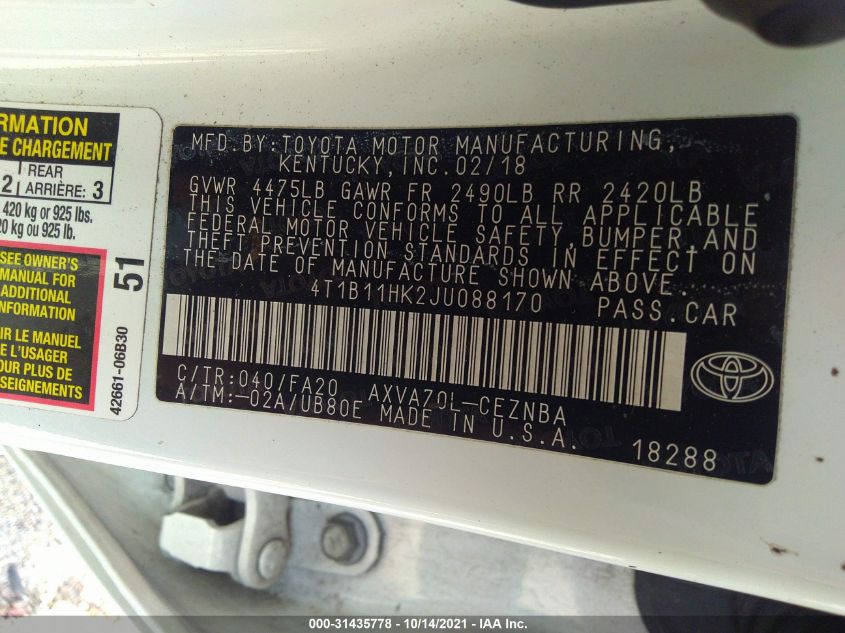 RMATION
E CHARGEMENT
2 REAR ARRIÈRE: 3
420 kg or 925 lbs.
0 kg ou 925 lb.
SEE OWNER'S
MANUAL FOR
ADDITIONAL
INFORMATION
IR LE MANUEL
E L'USAGER
OUR PLUS DE
ENSEIGNEMENTS
51
42661-06B30
MFD.BY:TOYOTA MOTOR MANUFACTURING,
KENTUCKY,INC.02/18
GVWR 4475LB GAWR FR 2490LB RR 2420LB
THIS VEHICLE CONFORMS TO ALL APPLICABLE
FEDERAL MOTOR VEHICLE SAFETY,BUMPER,AND
THEFT PREVENTION STANDARDS IN EFFECT ON
THE DATE OF MANUFACTURE SHOWN ABOVE.
4T1B11HK2JU088170 PASS.CAR
C/TR:040/FA20 AXVA70L-CEZNBA
A/TM:-02A/UB80E MADE IN U.S.A.
18288
000-31435778 - 10/14/2021 - IAA Inc.